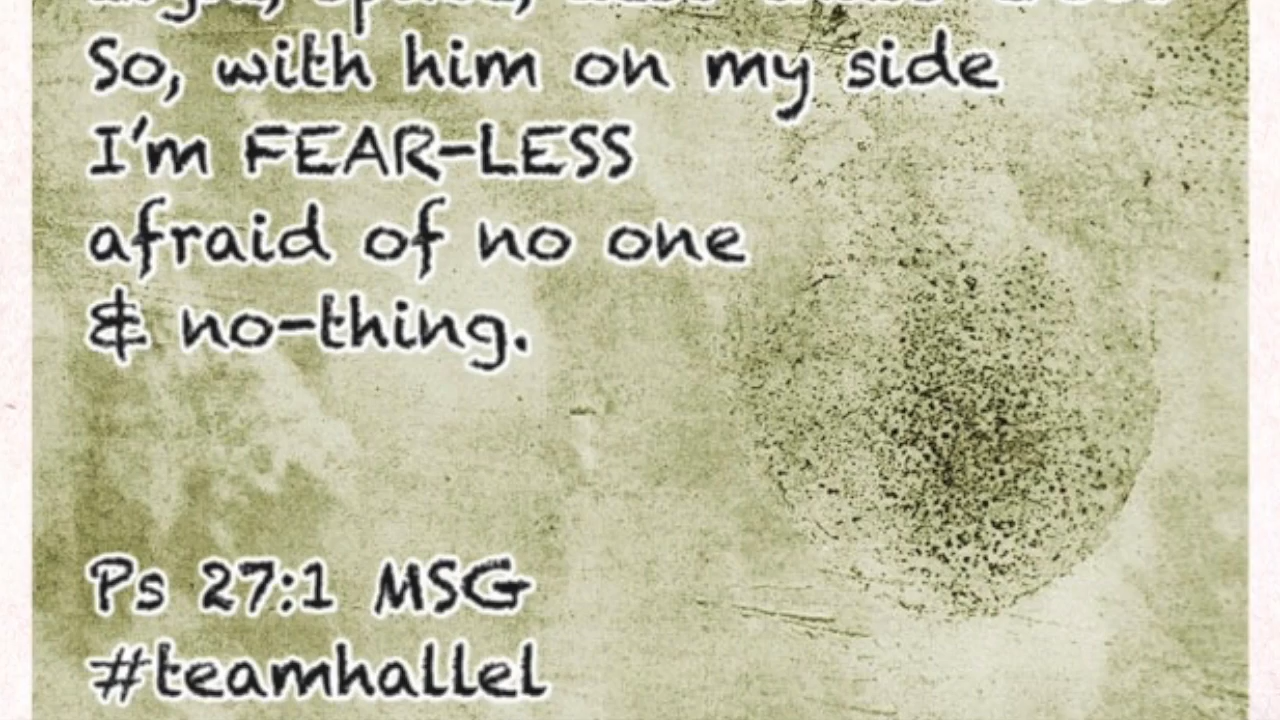 So, with him on my side
I'm FEAR-LESS
afraid of no one
& no-thing.
Ps 27:1 MSG
#teamhallel